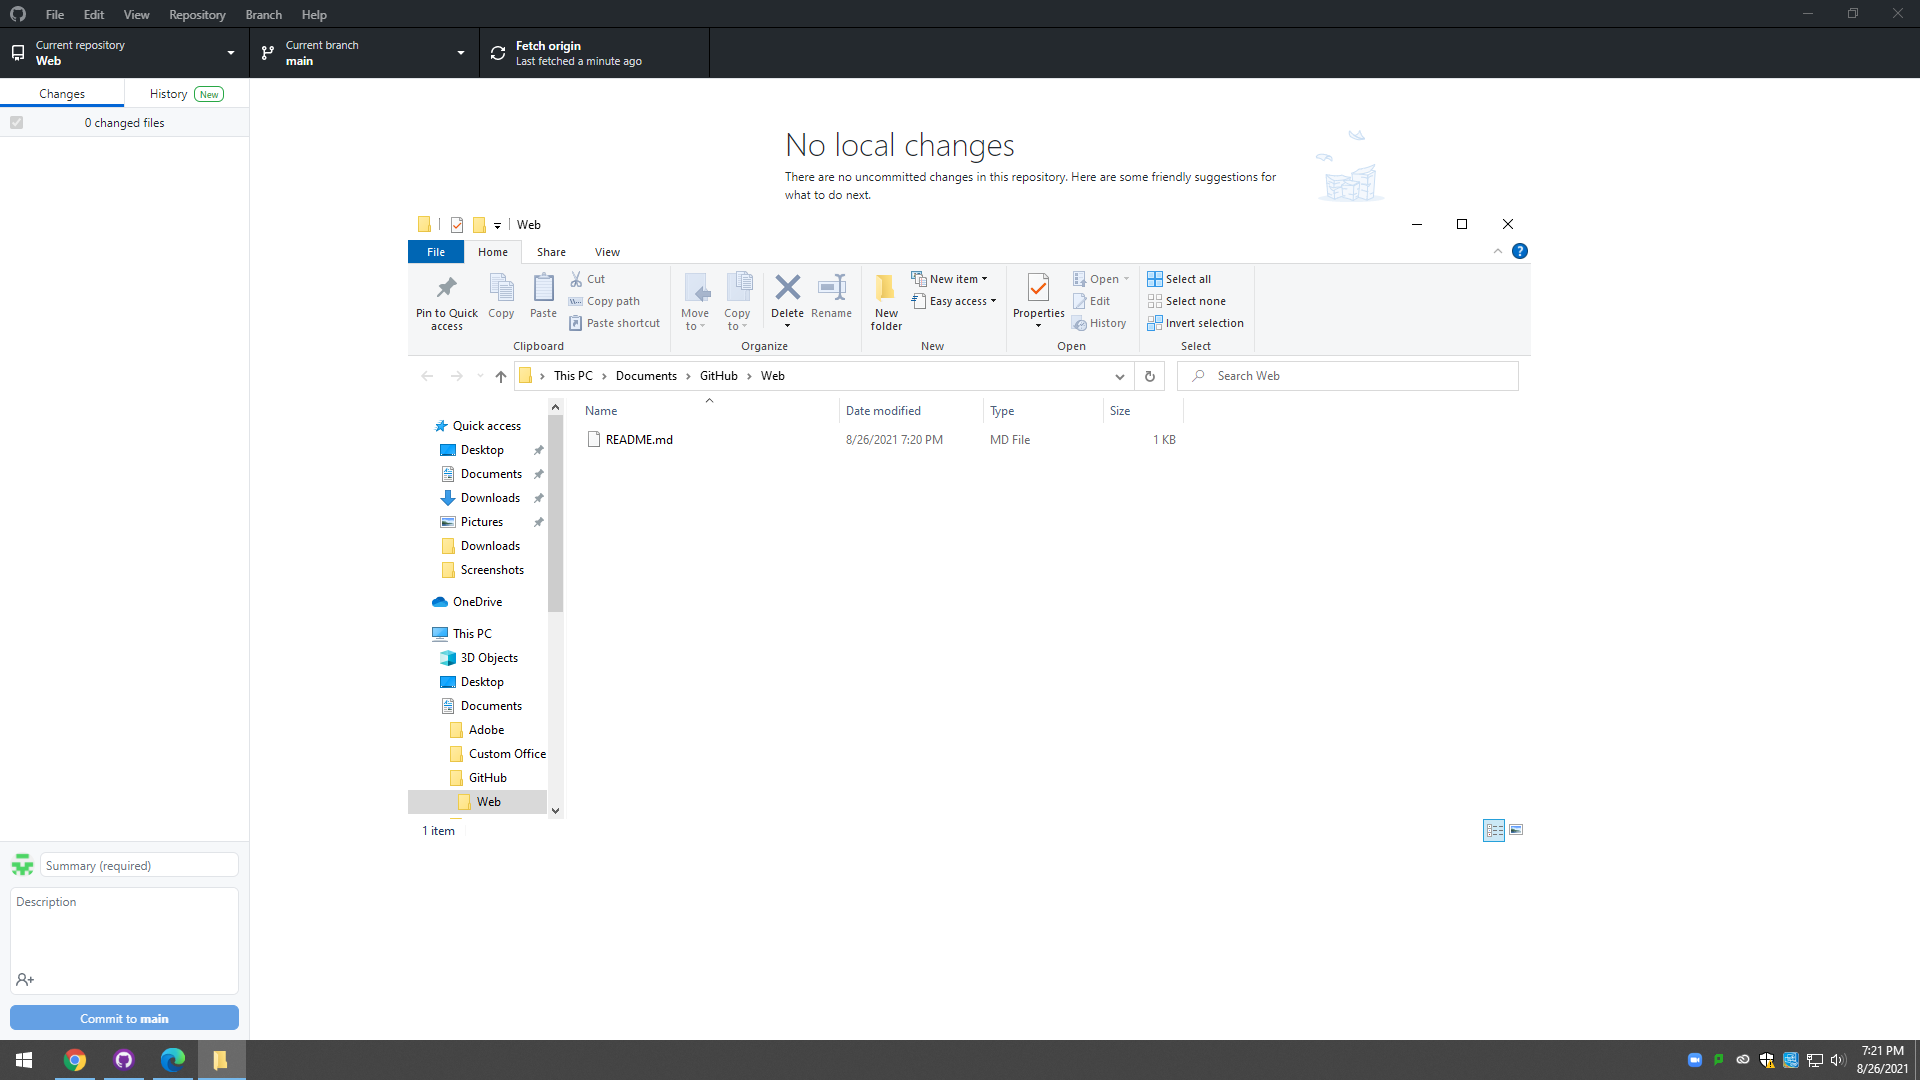 File Edit View Repository Branch Help
Current repository
Web
Current branch
main
Fetch origin
Last fetched a minute ago
Changes
History New
0 changed files
No local changes
There are no uncommitted changes in this repository. Here are some friendly suggestions for
what to do next.
Web
File Home Share View
Pin to Quick
access
Copy
Paste
Cut
Copy path
Paste shortcut
Clipboard
Move
to
Copy
to
Delete
Rename
Organize
New
folder
New item
Easy access
New
Properties
Open
Edit
History
Open
Select all
Select none
Invert selection
Select
This PC
Documents
GitHub
Web
Search Web
Name
Date modified
Type
Size
README.md
8/26/2021 7:20 PM
MD File
1 KB
Quick access
Desktop
Documents
Downloads
Pictures
Downloads
Screenshots
OneDrive
This PC
3D Objects
Desktop
Documents
Adobe
Custom Office
GitHub
Web
1 item
Summary (required)
Description
Commit to main
7:21 PM
8/26/2021